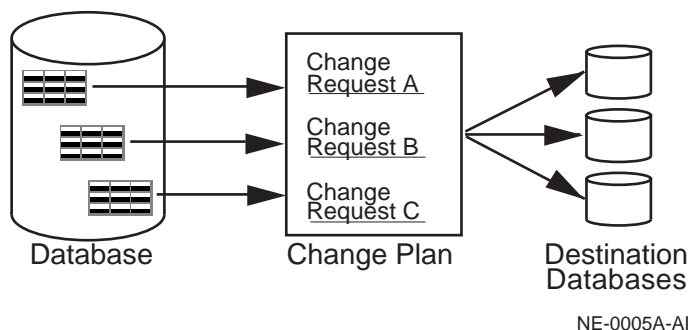 Change
Request A
Change
Request B
Change
Request C
Database
Change Plan
Destination
Databases
NE-0005A-AI